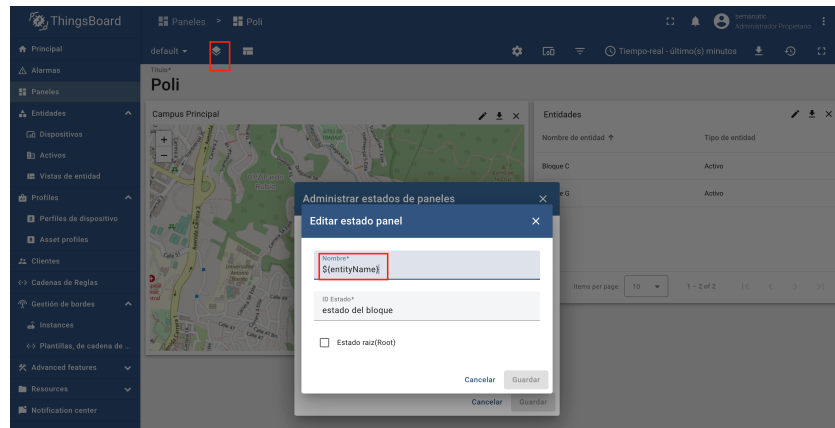 ThingsBoard
Paneles > Poli
zemanatic
Administrador Propietario
Principal
Alarmas
Paneles
Entidades
Dispositivos
Activos
Vistas de entidad
Profiles
Perfiles de dispositivo
Asset profiles
Clientes
Cadenas de Reglas
Gestión de bordes
Instances
Plantillas, de cadena de ...
Advanced features
Resources
Notification center
default
Tiempo-real - último(s) minutos
Título*
Poli
Campus Principal
+
−
Entidades
Nombre de entidad ↑
Tipo de entidad
Bloque C
Activo
e G
Activo
Items per page:
10
1 – 2 of 2
Administrar estados de paneles
Editar estado panel
Nombre*
${entityName}
ID Estado*
estado del bloque
Estado raiz(Root)
Cancelar
Guardar
Cancelar
Guardar